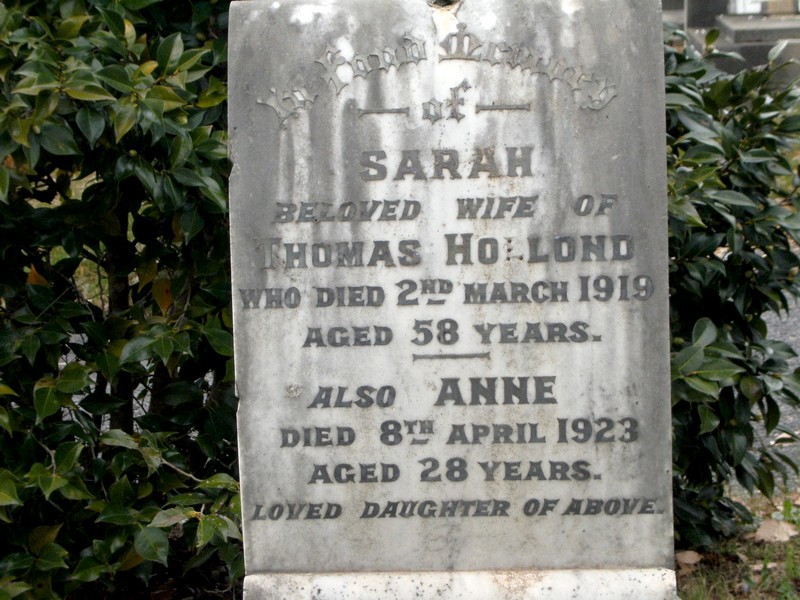 In Fond Memory
of
SARAH
BELOVED WIFE OF
THOMAS HOLLOND
WHO DIED 2ND MARCH 1919
AGED 58 YEARS.
ALSO ANNE
DIED 8TH APRIL 1923
AGED 28 YEARS.
LOVED DAUGHTER OF ABOVE.